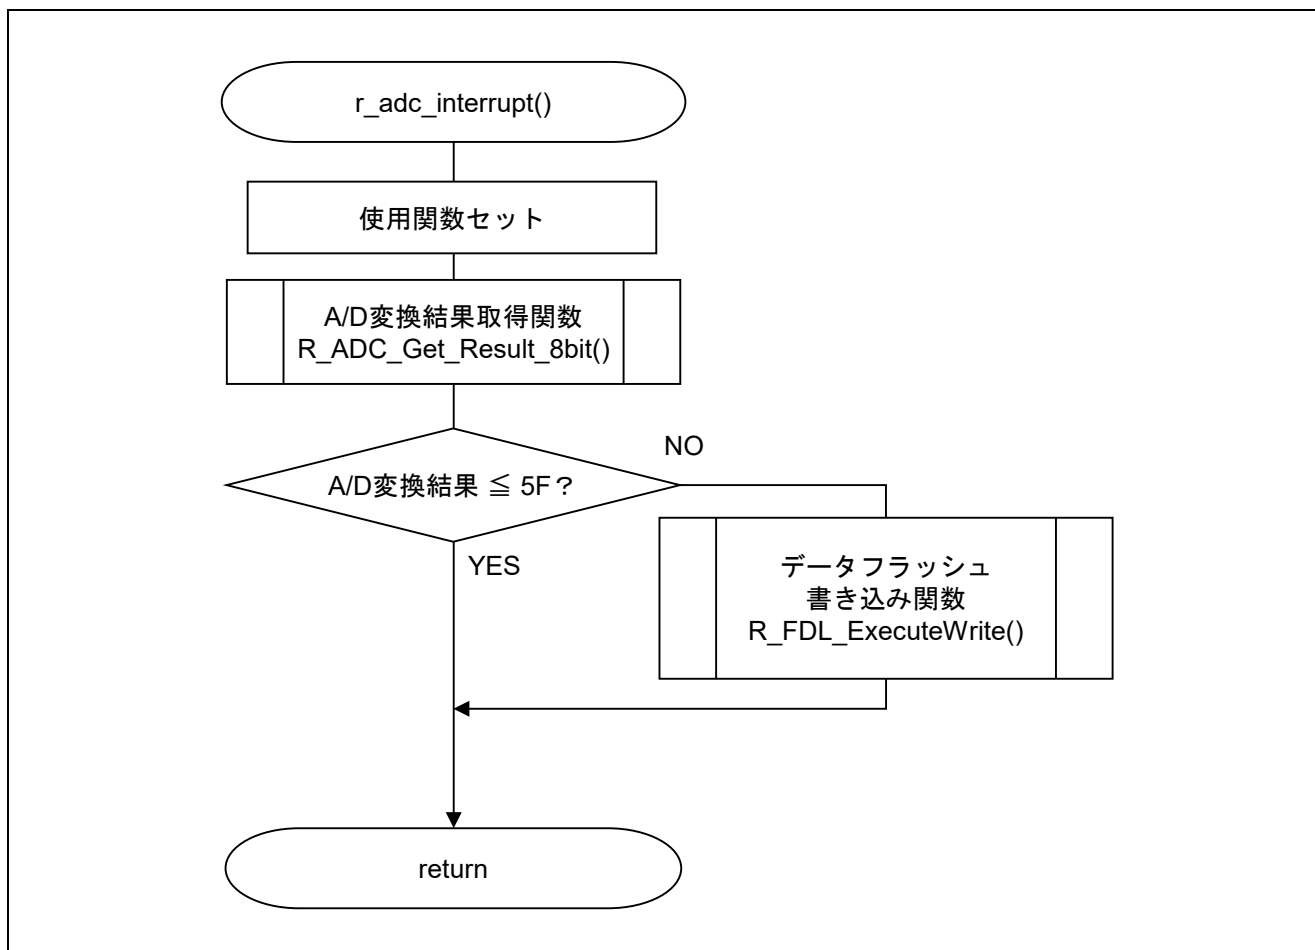 r_adc_interrupt()
使用関数セット
A/D変換結果取得関数
R_ADC_Get_Result_8bit()
NO
A/D変換結果 ≦ 5F？
YES
データフラッシュ
書き込み関数
R_FDL_ExecuteWrite()
return